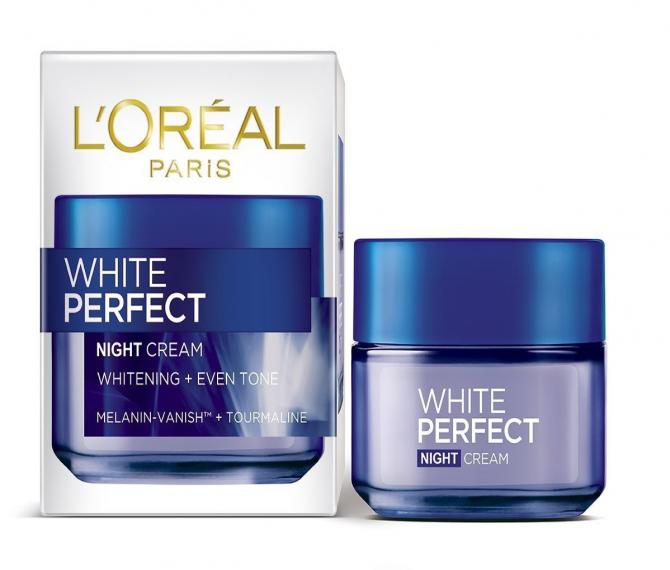 L'ORÉAL
PARIS
WHITE
PERFECT
NIGHT CREAM
WHITENING + EVEN TONE
MELANIN-VANISH™ + TOURMALINE
WHITE
PERFECT
NIGHT CREAM